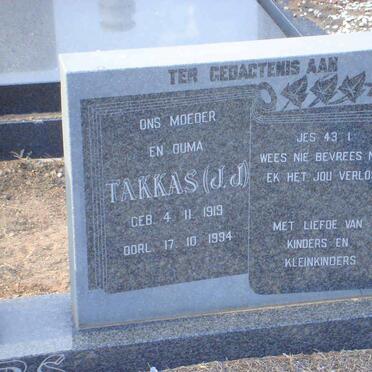 TER GEDAGTENIS AAN
ONS MOEDER
EN OUMA
TAKKAS (J.J)
GEB. 4. 11. 1919
OORL. 17. 10. 1994
JES 43:1.
WEES NIE BEVREES
EK HET JOU VERLOS
MET LIEFDE VAN
KINDERS EN
KLEINKINDERS